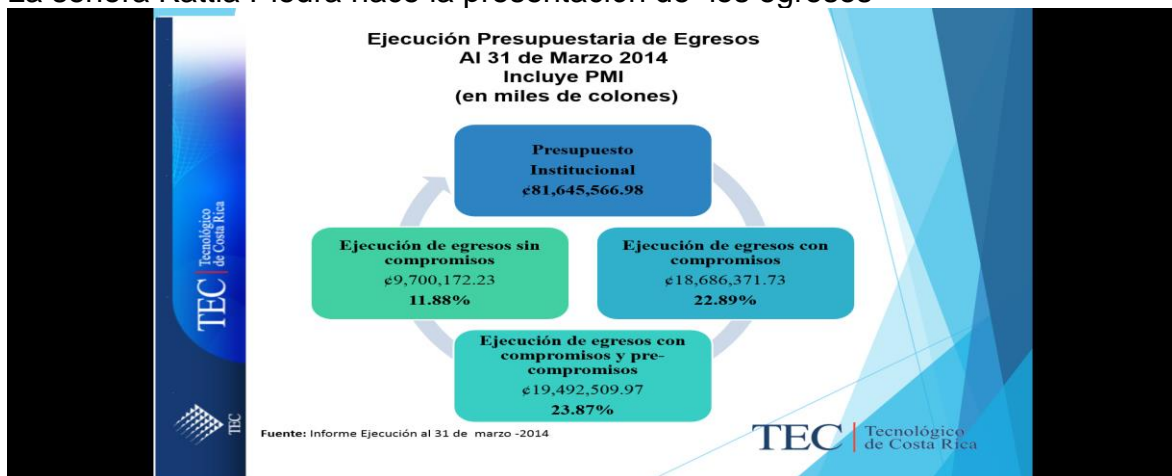 La señora Kattia Piedra hace la presentación de los egresos
Ejecución Presupuestaria de Egresos
Al 31 de Marzo 2014
Incluye PMI
(en miles de colones)
Presupuesto
Institucional
¢81,645,566.98
Ejecución de egresos sin
compromisos
¢9,700,172.23
11.88%
Ejecución de egresos con
compromisos
¢18,686,371.73
22.89%
Ejecución de egresos con
compromisos y pre-
compromisos
¢19,492,509.97
23.87%
Fuente: Informe Ejecución al 31 de marzo -2014
TEC Tecnológico
de Costa Rica
TEC Tecnológico
de Costa Rica
TEC